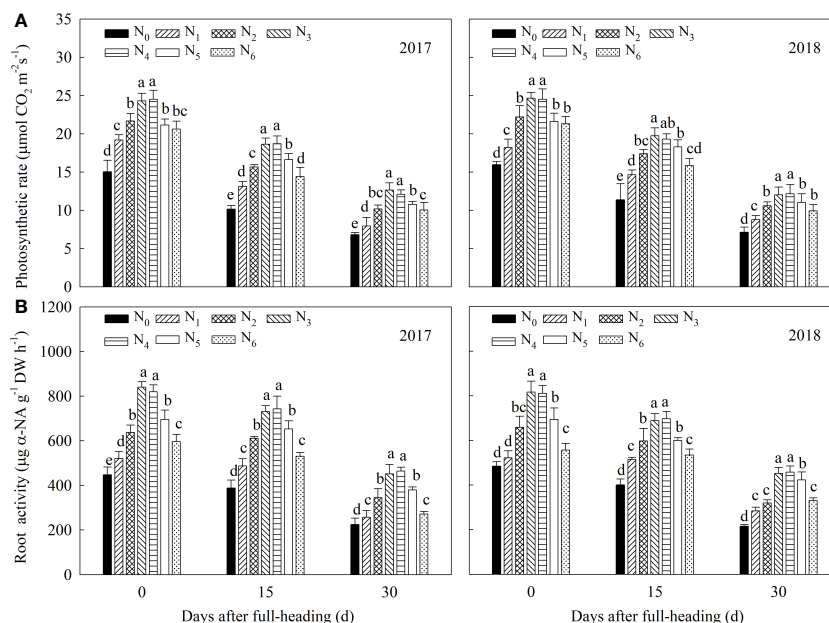 A
35
30
25
20
15
10
5
0
Photosynthetic rate (μmol CO₂ m⁻²s⁻¹)
N₀ N₁ N₂ N₃
N₄ N₅ N₆
2017
d c b a a b bc
e d c a a b d
e d bc a a b c
N₀ N₁ N₂ N₃
N₄ N₅ N₆
2018
d c b a a b b
e d bc a ab b cd
d c b a a b b
B
1200
1000
800
600
400
200
0
Root activity (μg α-NA g⁻¹ DW h⁻¹)
N₀ N₁ N₂ N₃
N₄ N₅ N₆
2017
e d b a a b c
d c b a a b c
d c b a a b c
0 15 30
Days after full-heading (d)
N₀ N₁ N₂ N₃
N₄ N₅ N₆
2018
d d bc a a b c
d c b a a b c
d c c a a a b
0 15 30
Days after full-heading (d)